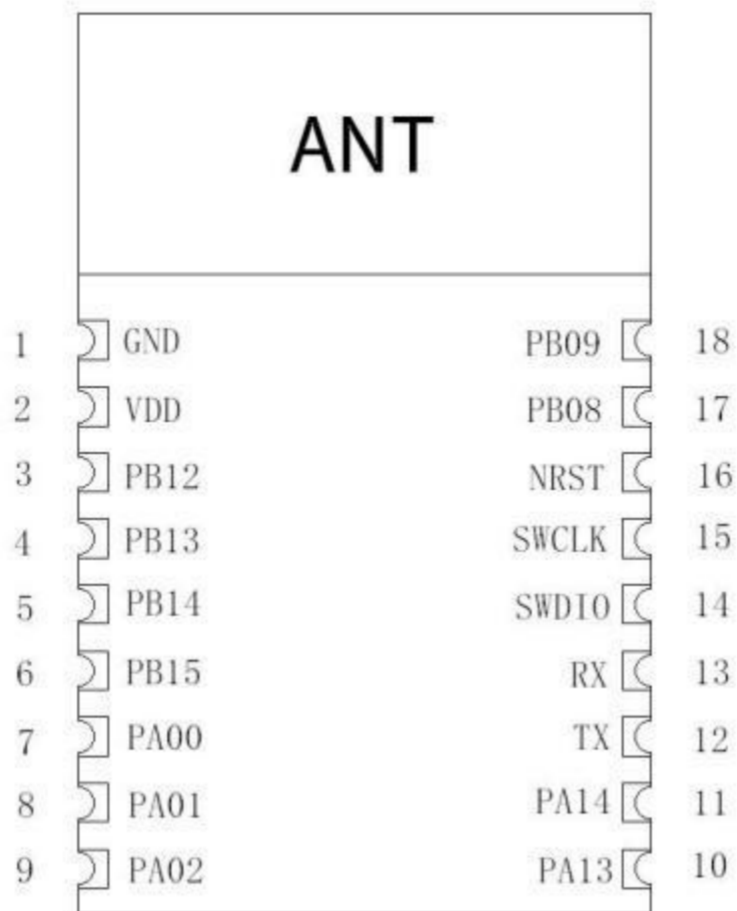 ANT
1 GND PB09 18
2 VDD PB08 17
3 PB12 NRST 16
4 PB13 SWCLK 15
5 PB14 SWDIO 14
6 PB15 RX 13
7 PA00 TX 12
8 PA01 PA14 11
9 PA02 PA13 10